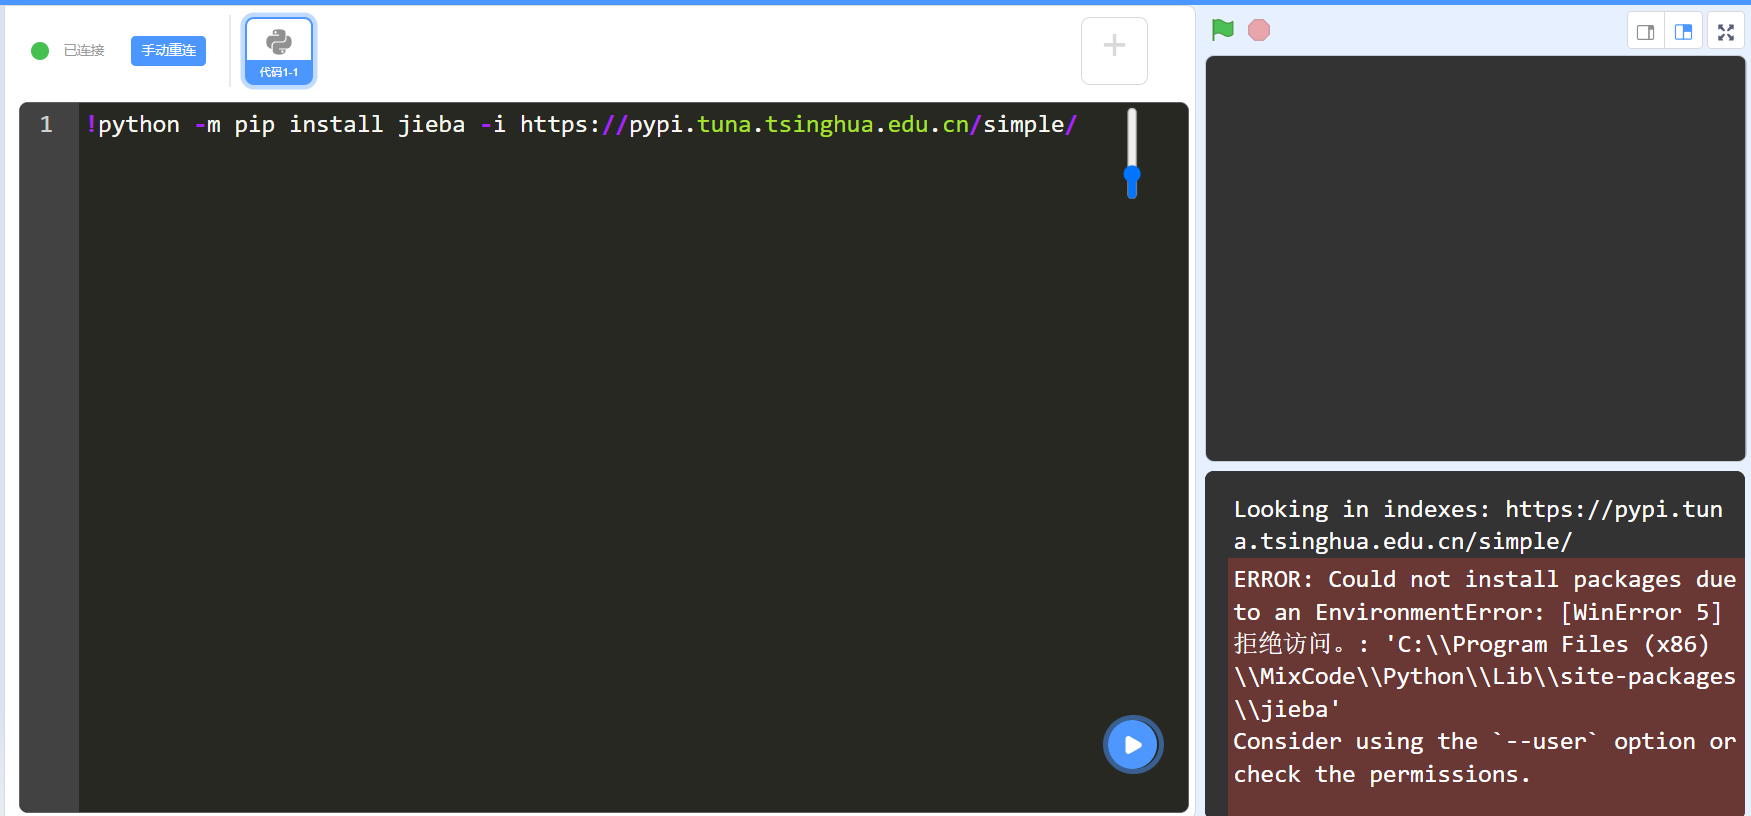 已连接
手动重连
代码1-1
1
!python -m pip install jieba -i https://pypi.tuna.tsinghua.edu.cn/simple/
Looking in indexes: https://pypi.tun
a.tsinghua.edu.cn/simple/
ERROR: Could not install packages due
to an EnvironmentError: [WinError 5]
拒绝访问。: 'C:\\Program Files (x86)
\\MixCode\\Python\\Lib\\site-packages
\\jieba'
Consider using the `--user` option or
check the permissions.